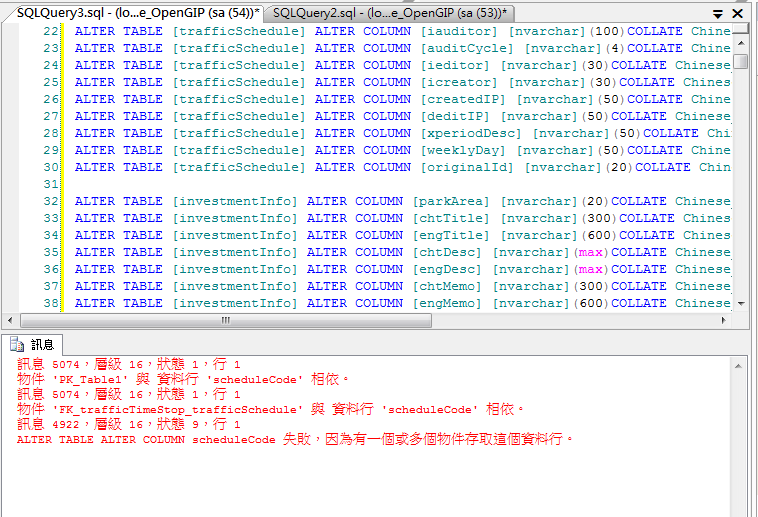 SQLQuery3.sql - (lo...e_OpenGIP (sa (54))* SQLQuery2.sql - (lo...e_OpenGIP (sa (53))*
22 ALTER TABLE [trafficSchedule] ALTER COLUMN [iauditor] [nvarchar](100)COLLATE Chine
23 ALTER TABLE [trafficSchedule] ALTER COLUMN [auditCycle] [nvarchar](4)COLLATE Chines
24 ALTER TABLE [trafficSchedule] ALTER COLUMN [ieditor] [nvarchar](30)COLLATE Chinese_
25 ALTER TABLE [trafficSchedule] ALTER COLUMN [icreator] [nvarchar](30)COLLATE Chinese
26 ALTER TABLE [trafficSchedule] ALTER COLUMN [createdIP] [nvarchar](50)COLLATE Chines
27 ALTER TABLE [trafficSchedule] ALTER COLUMN [deditIP] [nvarchar](50)COLLATE Chinese_
28 ALTER TABLE [trafficSchedule] ALTER COLUMN [xperiodDesc] [nvarchar](50)COLLATE Chin
29 ALTER TABLE [trafficSchedule] ALTER COLUMN [weeklyDay] [nvarchar](50)COLLATE Chines
30 ALTER TABLE [trafficSchedule] ALTER COLUMN [originalId] [nvarchar](20)COLLATE Chine
31
32 ALTER TABLE [investmentInfo] ALTER COLUMN [parkArea] [nvarchar](20)COLLATE Chinese_
33 ALTER TABLE [investmentInfo] ALTER COLUMN [chtTitle] [nvarchar](300)COLLATE Chinese
34 ALTER TABLE [investmentInfo] ALTER COLUMN [engTitle] [nvarchar](600)COLLATE Chinese
35 ALTER TABLE [investmentInfo] ALTER COLUMN [chtDesc] [nvarchar](max)COLLATE Chinese_
36 ALTER TABLE [investmentInfo] ALTER COLUMN [engDesc] [nvarchar](max)COLLATE Chinese_
37 ALTER TABLE [investmentInfo] ALTER COLUMN [chtMemo] [nvarchar](300)COLLATE Chinese_
38 ALTER TABLE [investmentInfo] ALTER COLUMN [engMemo] [nvarchar](600)COLLATE Chinese_
訊息
訊息 5074，層級 16，狀態 1，行 1
物件 'PK_Table1' 與 資料行 'scheduleCode' 相依。
訊息 5074，層級 16，狀態 1，行 1
物件 'FK_trafficTimeStop_trafficSchedule' 與 資料行 'scheduleCode' 相依。
訊息 4922，層級 16，狀態 9，行 1
ALTER TABLE ALTER COLUMN scheduleCode 失敗，因為有一個或多個物件存取這個資料行。